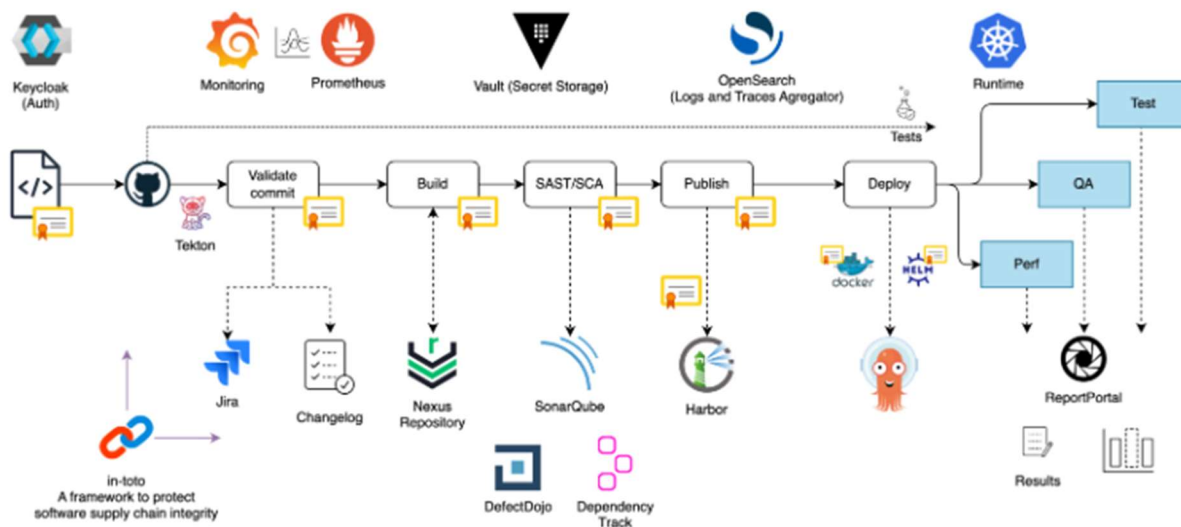 Keycloak
(Auth)
Monitoring
Prometheus
Vault (Secret Storage)
OpenSearch
(Logs and Traces Agregator)
Runtime
Test
Tests
</>
Validate
commit
Build
SAST/SCA
Publish
Deploy
QA
Tekton
Perf
docker
HELM
Jira
Changelog
Nexus
Repository
SonarQube
Harbor
ReportPortal
in-toto
A framework to protect
software supply chain integrity
DefectDojo
Dependency
Track
Results